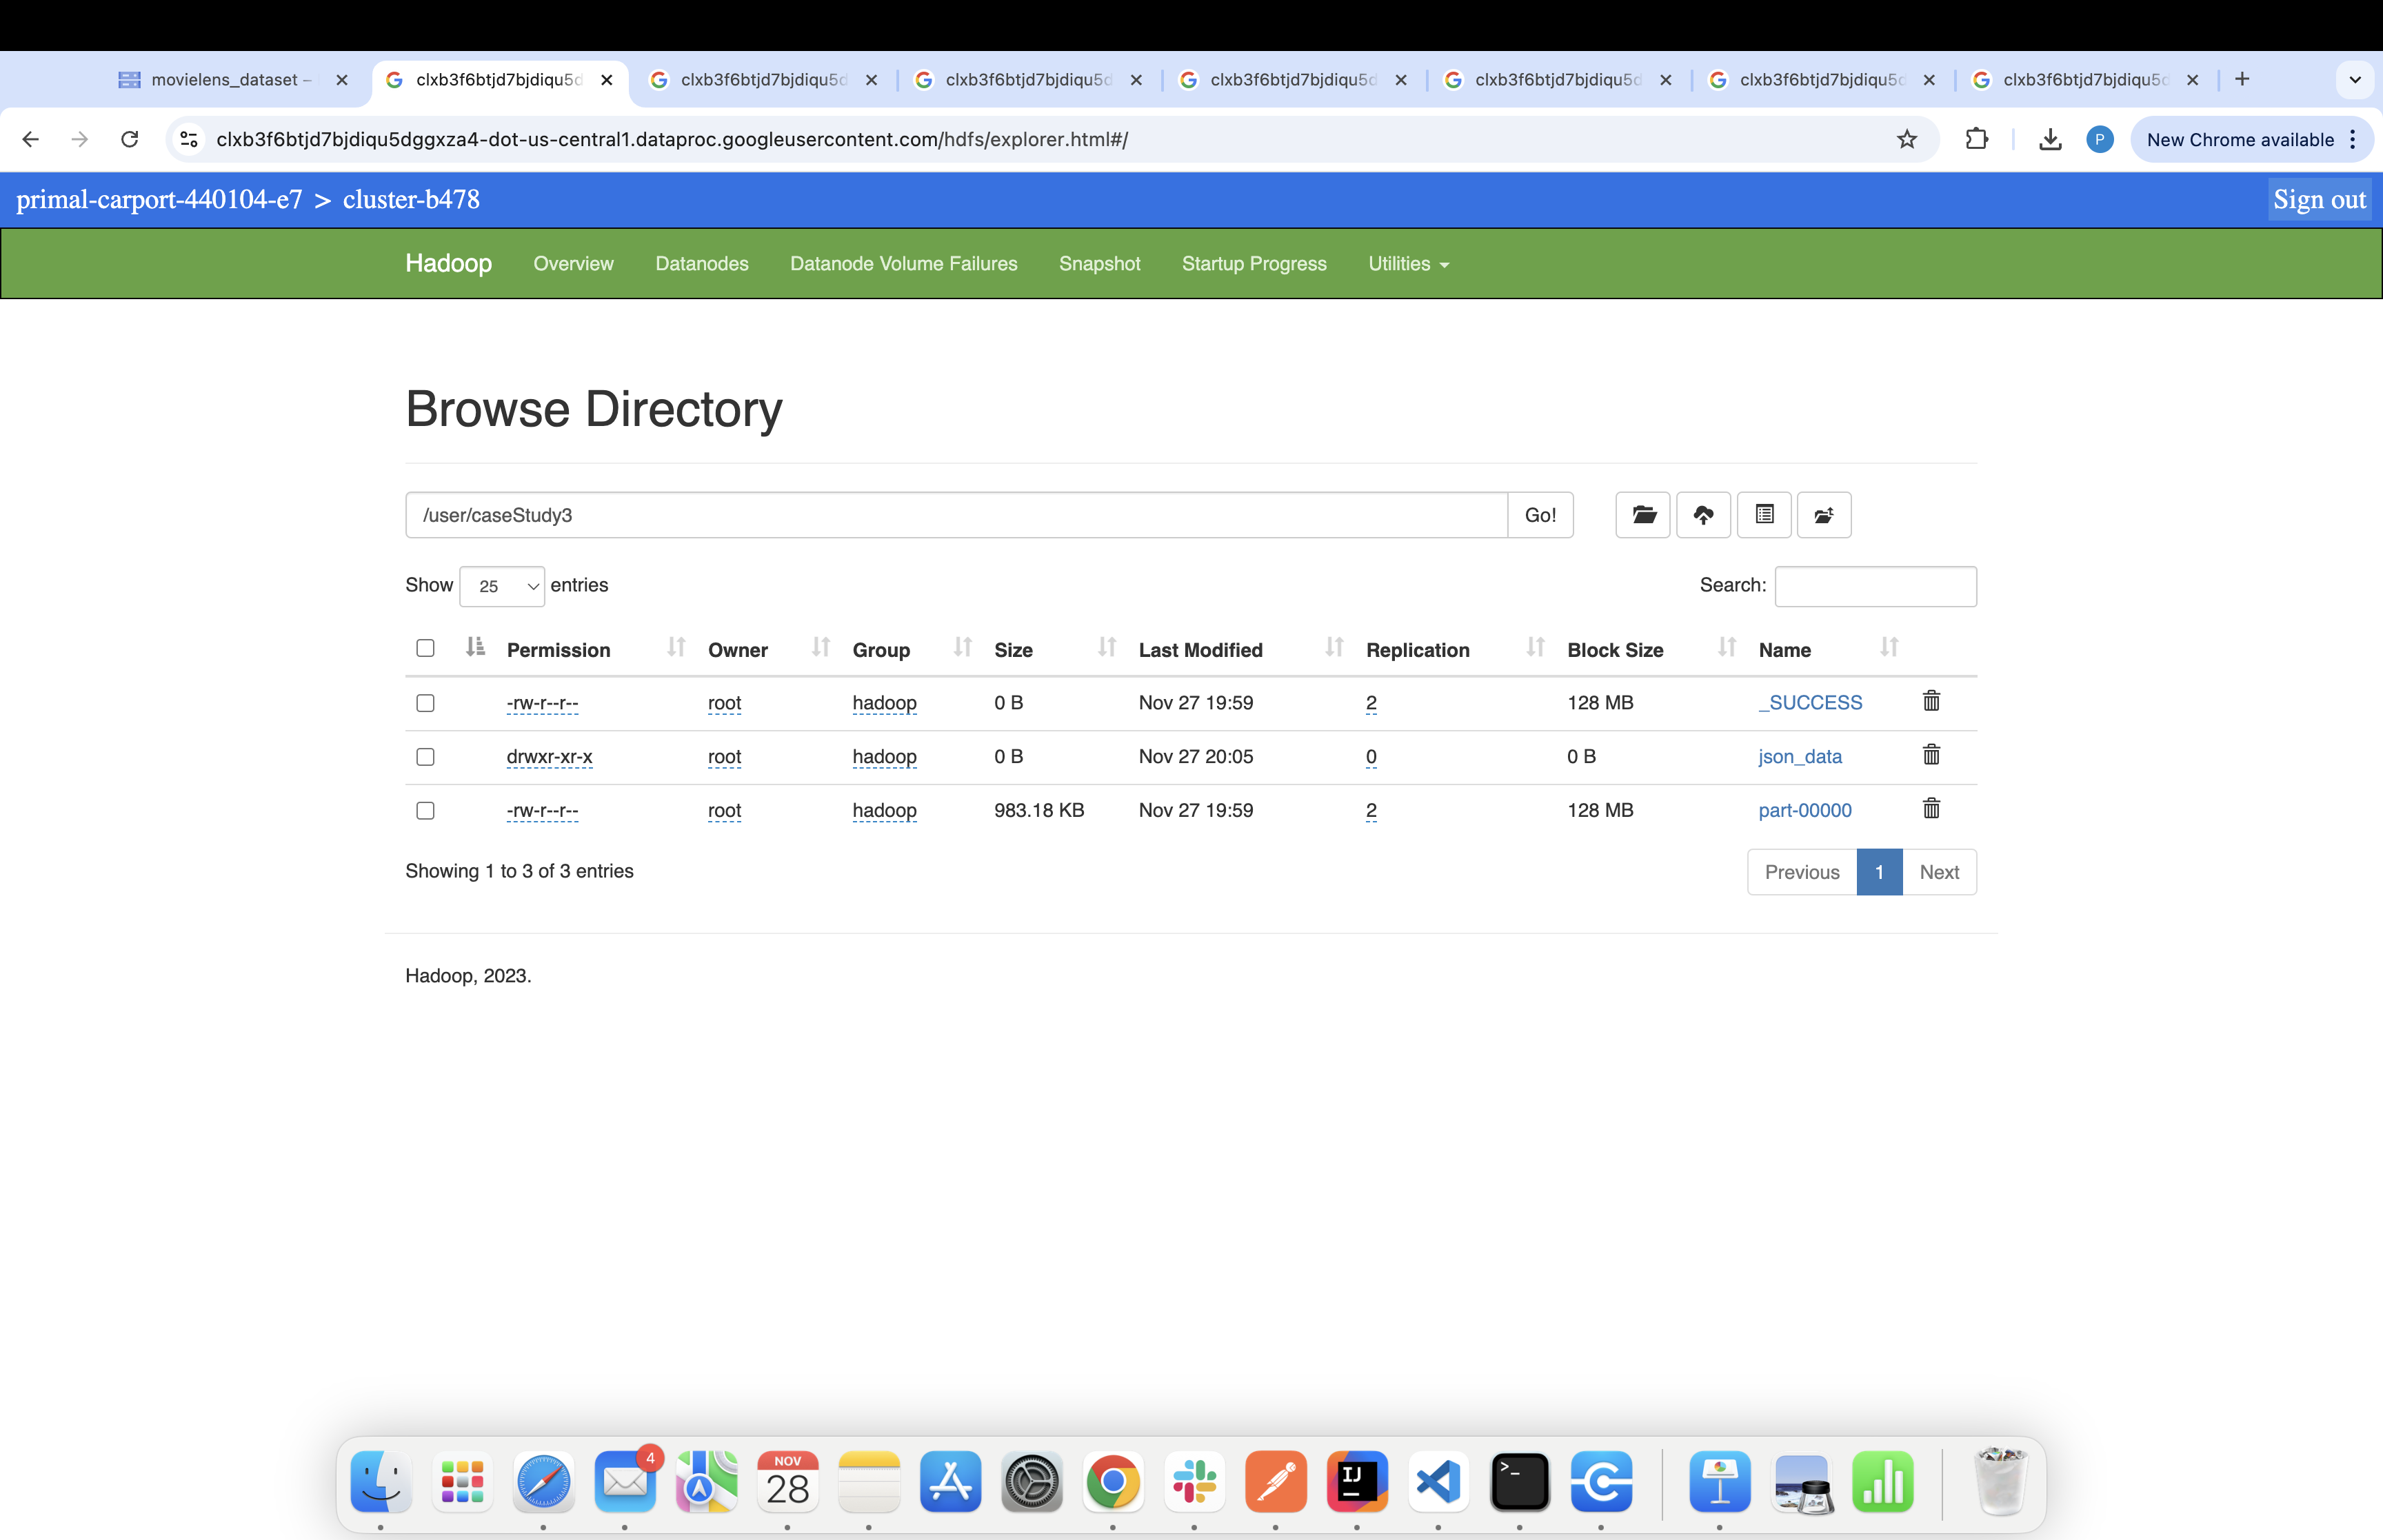 movielens_dataset –
clxb3f6btjd7bjdiqu5d
clxb3f6btjd7bjdiqu5d
clxb3f6btjd7bjdiqu5d
clxb3f6btjd7bjdiqu5d
clxb3f6btjd7bjdiqu5d
clxb3f6btjd7bjdiqu5d
clxb3f6btjd7bjdiqu5d
clxb3f6btjd7bjdiqu5dggxza4-dot-us-central1.dataproc.googleusercontent.com/hdfs/explorer.html#/
P
New Chrome available
primal-carport-440104-e7 > cluster-b478
Sign out
Hadoop Overview Datanodes Datanode Volume Failures Snapshot Startup Progress Utilities
Browse Directory
/user/caseStudy3 Go!
Show 25 entries Search:
Permission Owner Group Size Last Modified Replication Block Size Name
-rw-r--r-- root hadoop 0 B Nov 27 19:59 2 128 MB _SUCCESS
drwxr-xr-x root hadoop 0 B Nov 27 20:05 0 0 B json_data
-rw-r--r-- root hadoop 983.18 KB Nov 27 19:59 2 128 MB part-00000
Showing 1 to 3 of 3 entries Previous 1 Next
Hadoop, 2023.
4
NOV
28
IJ
>_